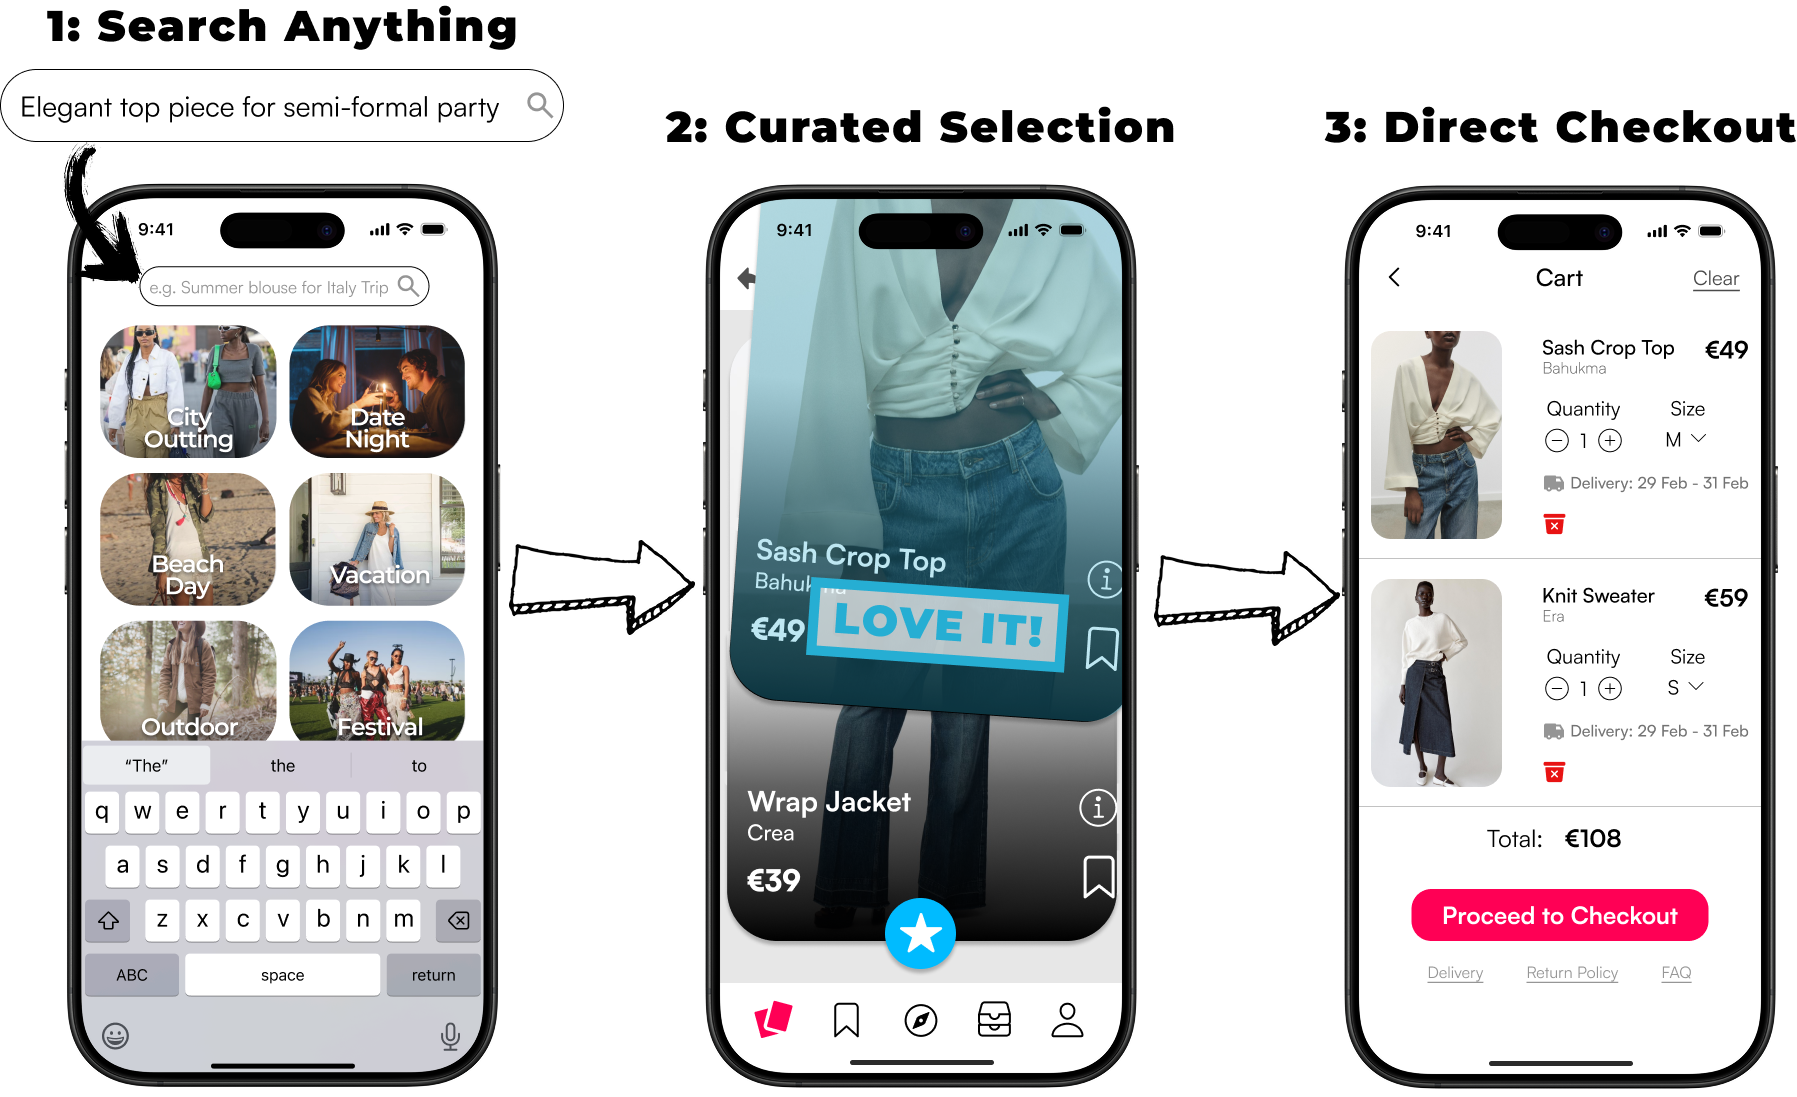 1: Search Anything
Elegant top piece for semi-formal party
9:41
e.g. Summer blouse for Italy Trip
City
Outting
Date
Night
Beach
Day
Vacation
Outdoor
Festival
“The” the to
q w e r t y u i o p
a s d f g h j k l
z x c v b n m
ABC space return
2: Curated Selection
9:41
Sash Crop Top
Bahukma
€49
LOVE IT!
Wrap Jacket
Crea
€39
3: Direct Checkout
9:41
Cart Clear
Sash Crop Top €49
Bahukma
Quantity Size
1 M
Delivery: 29 Feb - 31 Feb
Knit Sweater €59
Era
Quantity Size
1 S
Delivery: 29 Feb - 31 Feb
Total: €108
Proceed to Checkout
Delivery Return Policy FAQ